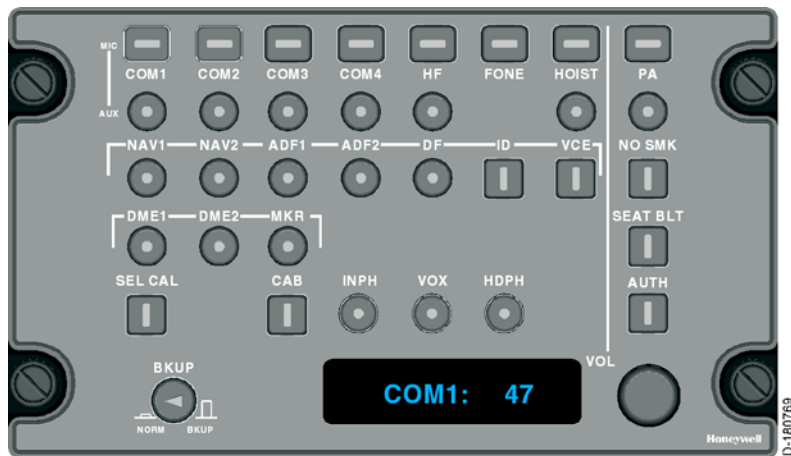 MIC
COM1 COM2 COM3 COM4 HF FONE HOIST PA
AUX
NAV1 NAV2 ADF1 ADF2 DF ID VCE NO SMK
DME1 DME2 MKR SEAT BLT
SEL CAL CAB INPH VOX HDPH AUTH
BKUP VOL
COM1: 47
NORM BKUP
Honeywell
D-180769